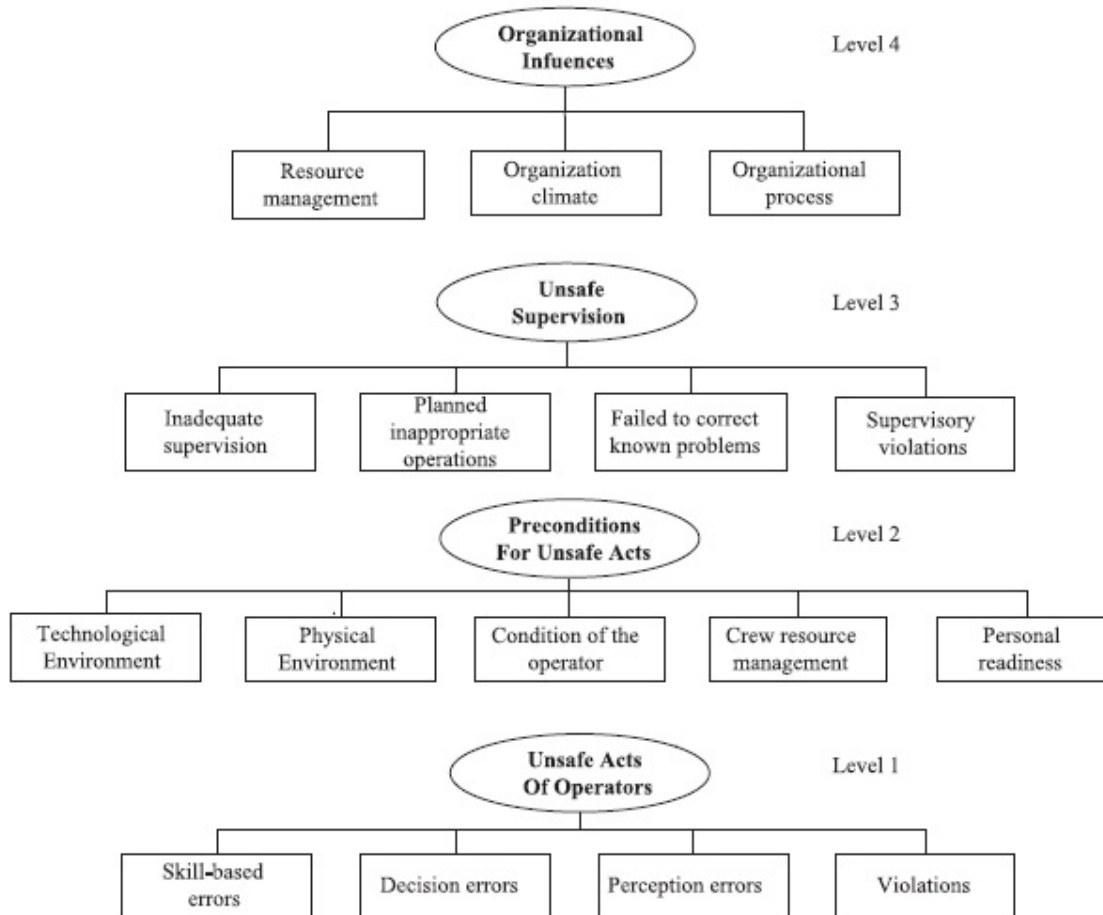 Organizational
Infuences
Level 4
Resource
management
Organization
climate
Organizational
process
Unsafe
Supervision
Level 3
Inadequate
supervision
Planned
inappropriate
operations
Failed to correct
known problems
Supervisory
violations
Preconditions
For Unsafe Acts
Level 2
Technological
Environment
Physical
Environment
Condition of the
operator
Crew resource
management
Personal
readiness
Unsafe Acts
Of Operators
Level 1
Skill-based
errors
Decision errors
Perception errors
Violations